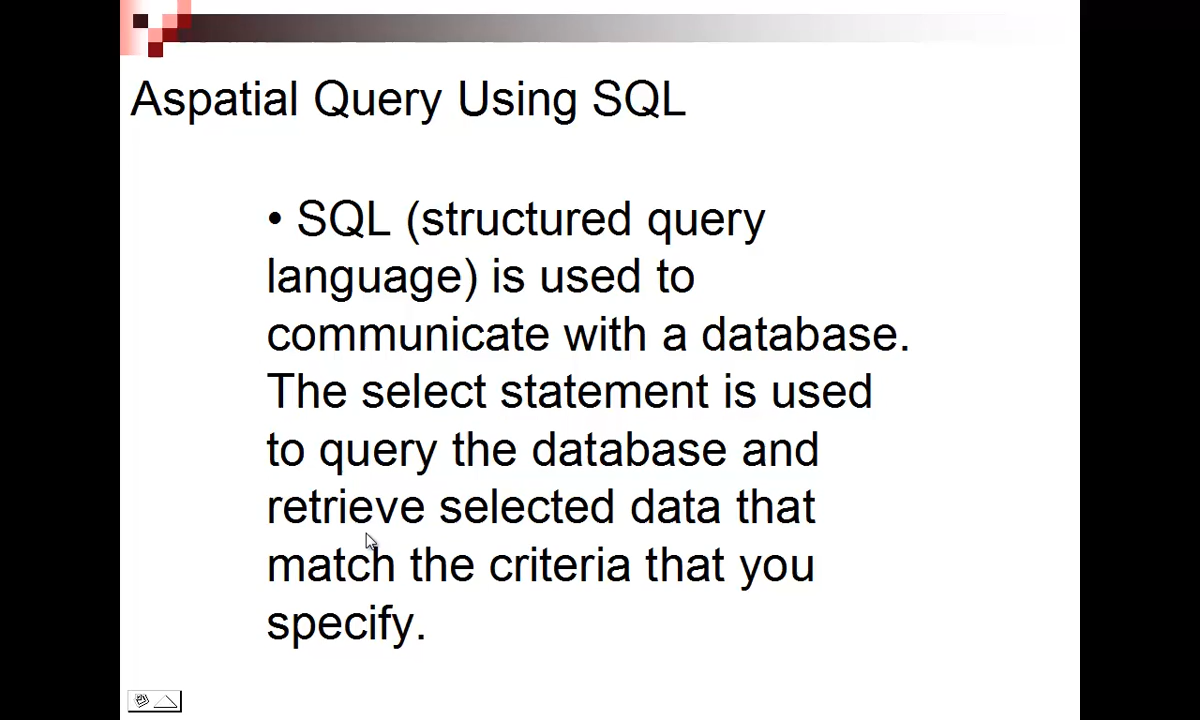 Aspatial Query Using SQL
• SQL (structured query
language) is used to
communicate with a database.
The select statement is used
to query the database and
retrieve selected data that
match the criteria that you
specify.